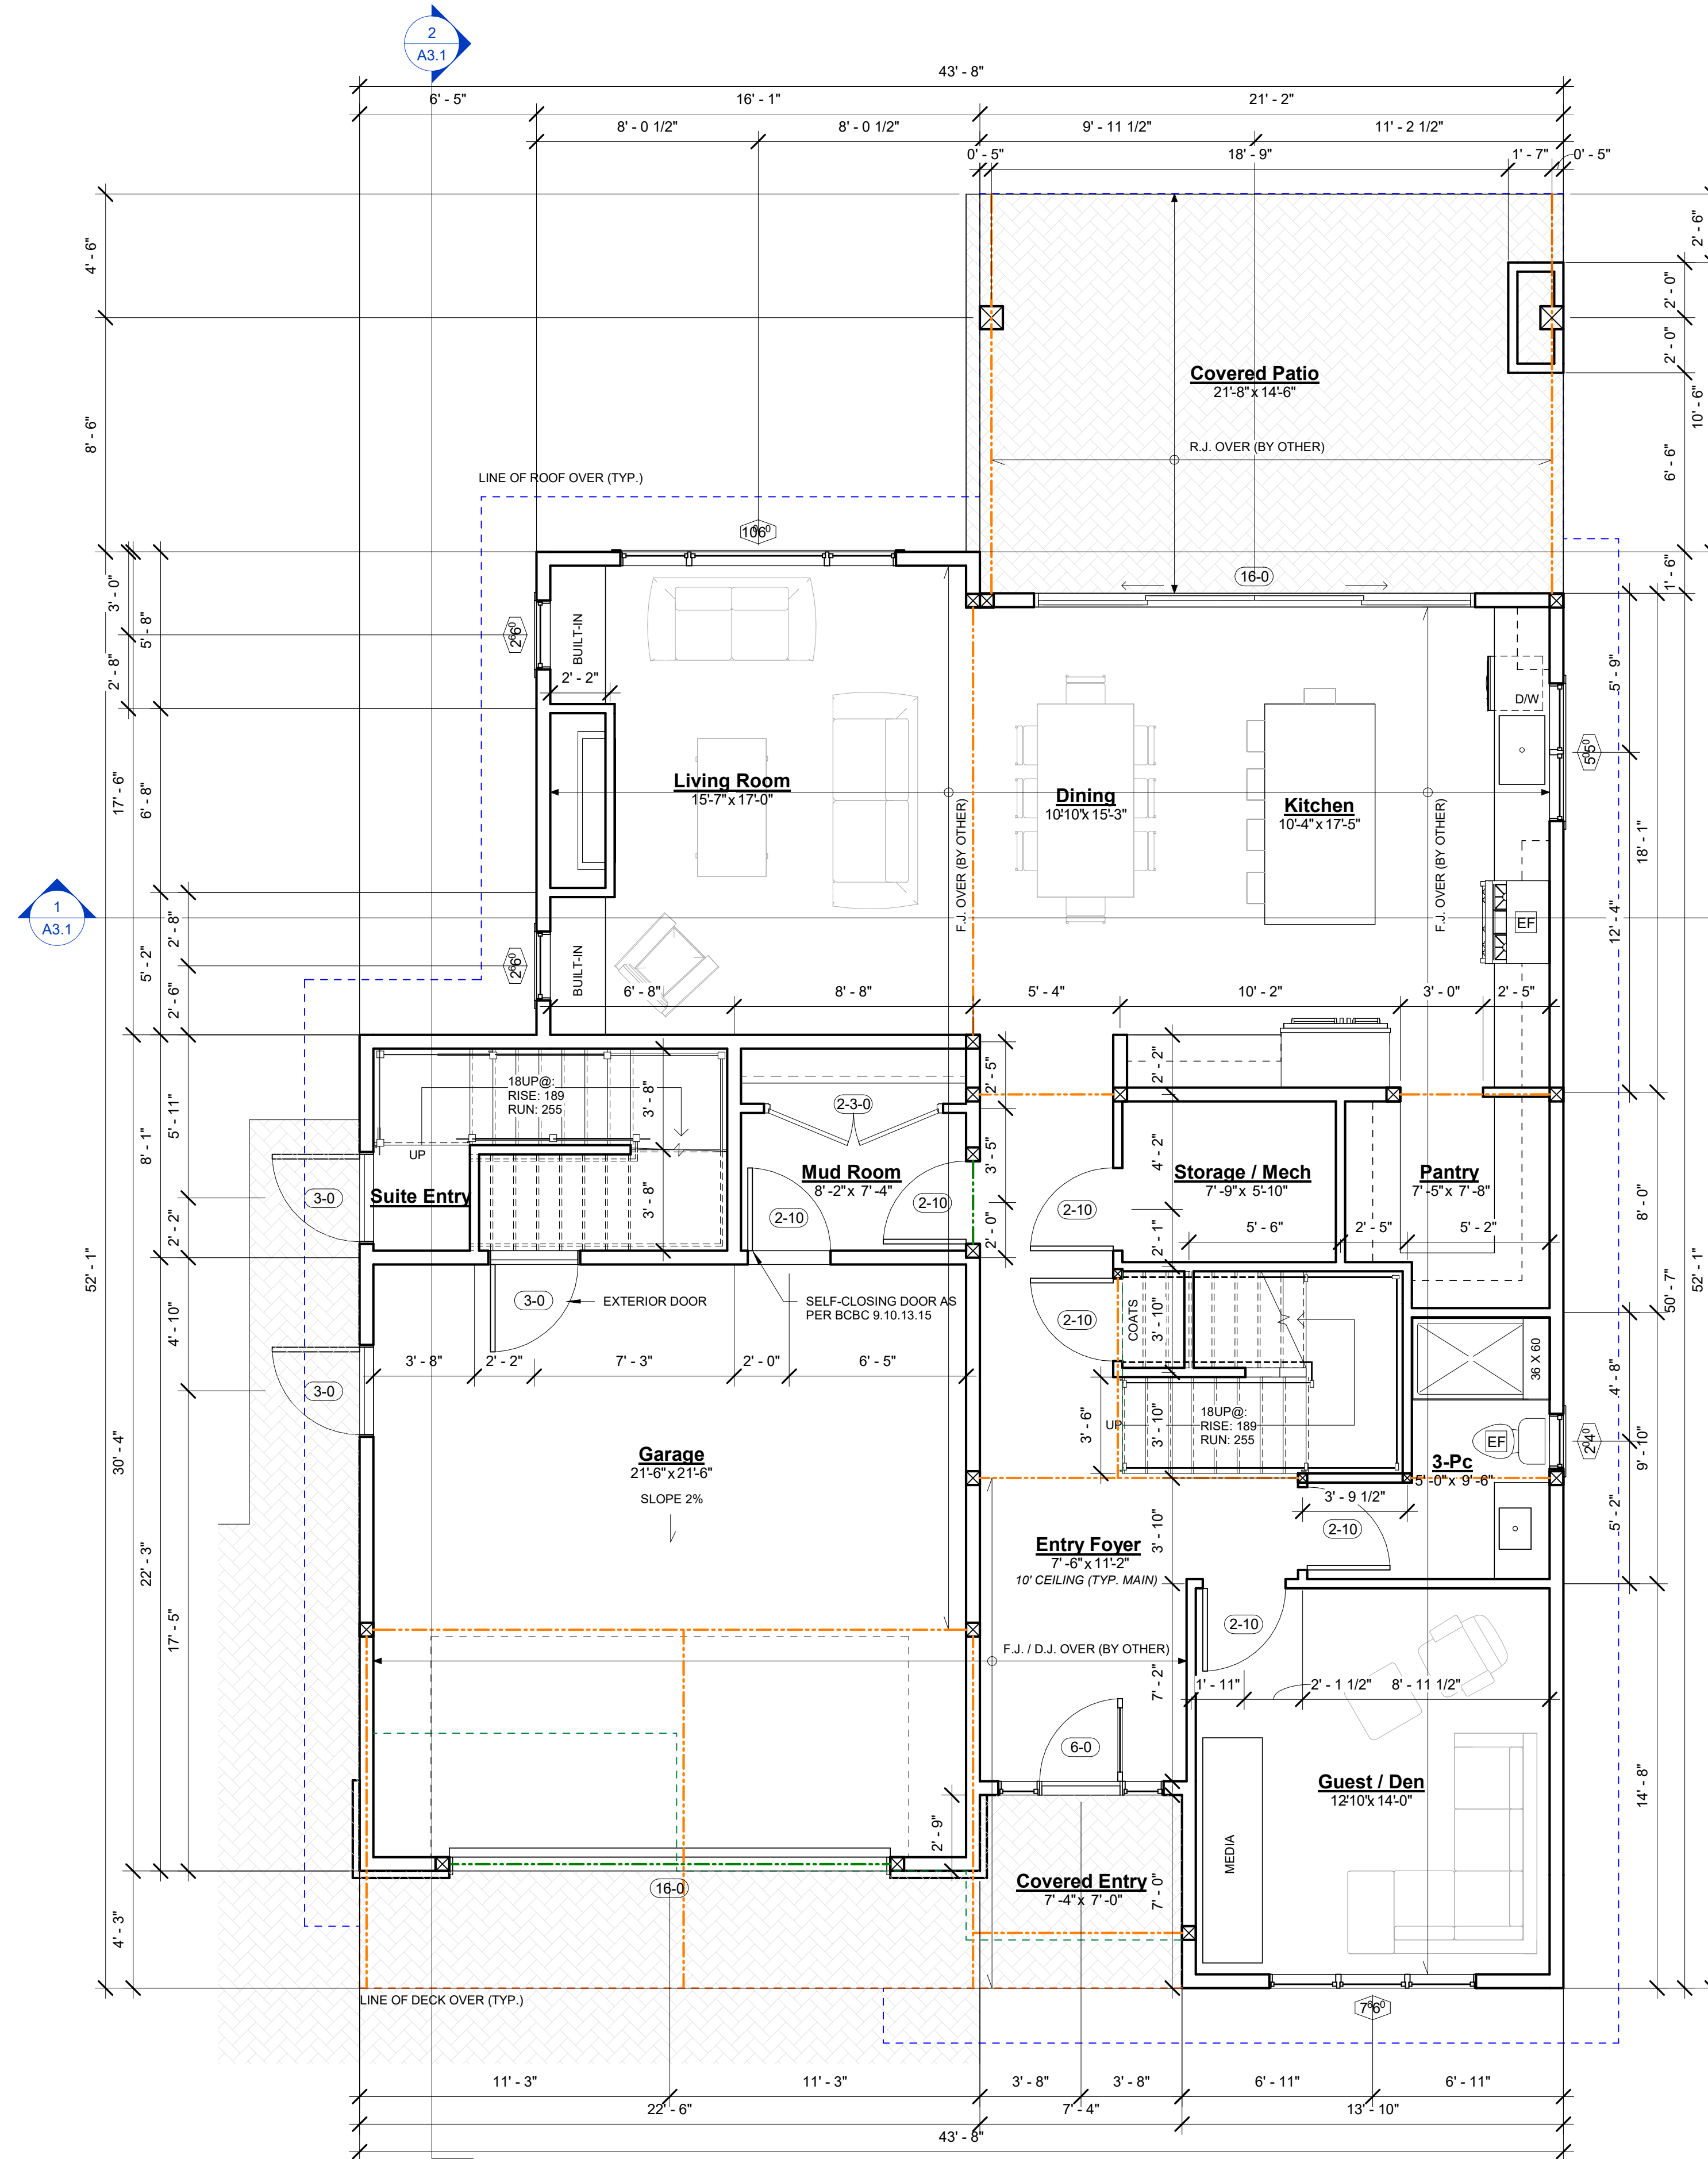 2
A3.1
43' - 8"
6' - 5"
16' - 1"
21' - 2"
8' - 0 1/2"
8' - 0 1/2"
9' - 11 1/2"
11' - 2 1/2"
0' - 5"
18' - 9"
1' - 7"
0' - 5"
4' - 6"
2' - 6"
2' - 0"
2' - 0"
10' - 6"
8' - 6"
6' - 6"
1' - 6"
Covered Patio
21'-8" x 14'-6"
R.J. OVER (BY OTHER)
LINE OF ROOF OVER (TYP.)
16-0
3' - 0"
5' - 8"
2' - 8"
BUILT-IN
2' - 2"
17' - 6"
6' - 8"
Living Room
15'-7" x 17'-0"
F.J. OVER (BY OTHER)
Dining
10'10" x 15'-3"
Kitchen
10'-4" x 17'-5"
F.J. OVER (BY OTHER)
D/W
EF
5' - 9"
18' - 1"
12' - 4"
1
A3.1
2' - 8"
5' - 2"
2' - 6"
BUILT-IN
6' - 8"
8' - 8"
5' - 4"
10' - 2"
3' - 0"
2' - 5"
2' - 5"
2' - 2"
18UP@:
RISE: 189
RUN: 255
3' - 8"
UP
3' - 8"
2-3-0
5' - 11"
8' - 1"
2' - 2"
3-0
Suite Entry
Mud Room
8'-2" x 7'-4"
2-10
2-10
3' - 5"
2' - 0"
2-10
4' - 2"
2' - 1"
Storage / Mech
7'-9" x 5'-10"
Pantry
7'-5" x 7'-8"
5' - 6"
2' - 5"
5' - 2"
8' - 0"
52' - 1"
50' - 7"
52' - 1"
3-0
EXTERIOR DOOR
SELF-CLOSING DOOR AS
PER BCBC 9.10.13.15
4' - 10"
3-0
3' - 8"
2' - 2"
7' - 3"
2' - 0"
6' - 5"
2-10
COATS
3' - 10"
36 X 60
4' - 8"
3' - 6"
UP
3' - 10"
18UP@:
RISE: 189
RUN: 255
EF
3-Pc
5'-0" x 9'-6"
9' - 10"
5' - 2"
30' - 4"
Garage
21'-6" x 21'-6"
SLOPE 2%
3' - 9 1/2"
2-10
Entry Foyer
7'-6" x 11'-2"
10' CEILING (TYP. MAIN)
3' - 10"
22' - 3"
17' - 5"
2-10
F.J. / D.J. OVER (BY OTHER)
7' - 2"
1' - 11"
2' - 1 1/2"
8' - 11 1/2"
6-0
Guest / Den
12'10" x 14'-0"
14' - 8"
MEDIA
2' - 9"
16-0
Covered Entry
7'-4" x 7'-0"
7' - 0"
4' - 3"
LINE OF DECK OVER (TYP.)
11' - 3"
11' - 3"
3' - 8"
3' - 8"
6' - 11"
6' - 11"
22' - 6"
7' - 4"
13' - 10"
43' - 8"